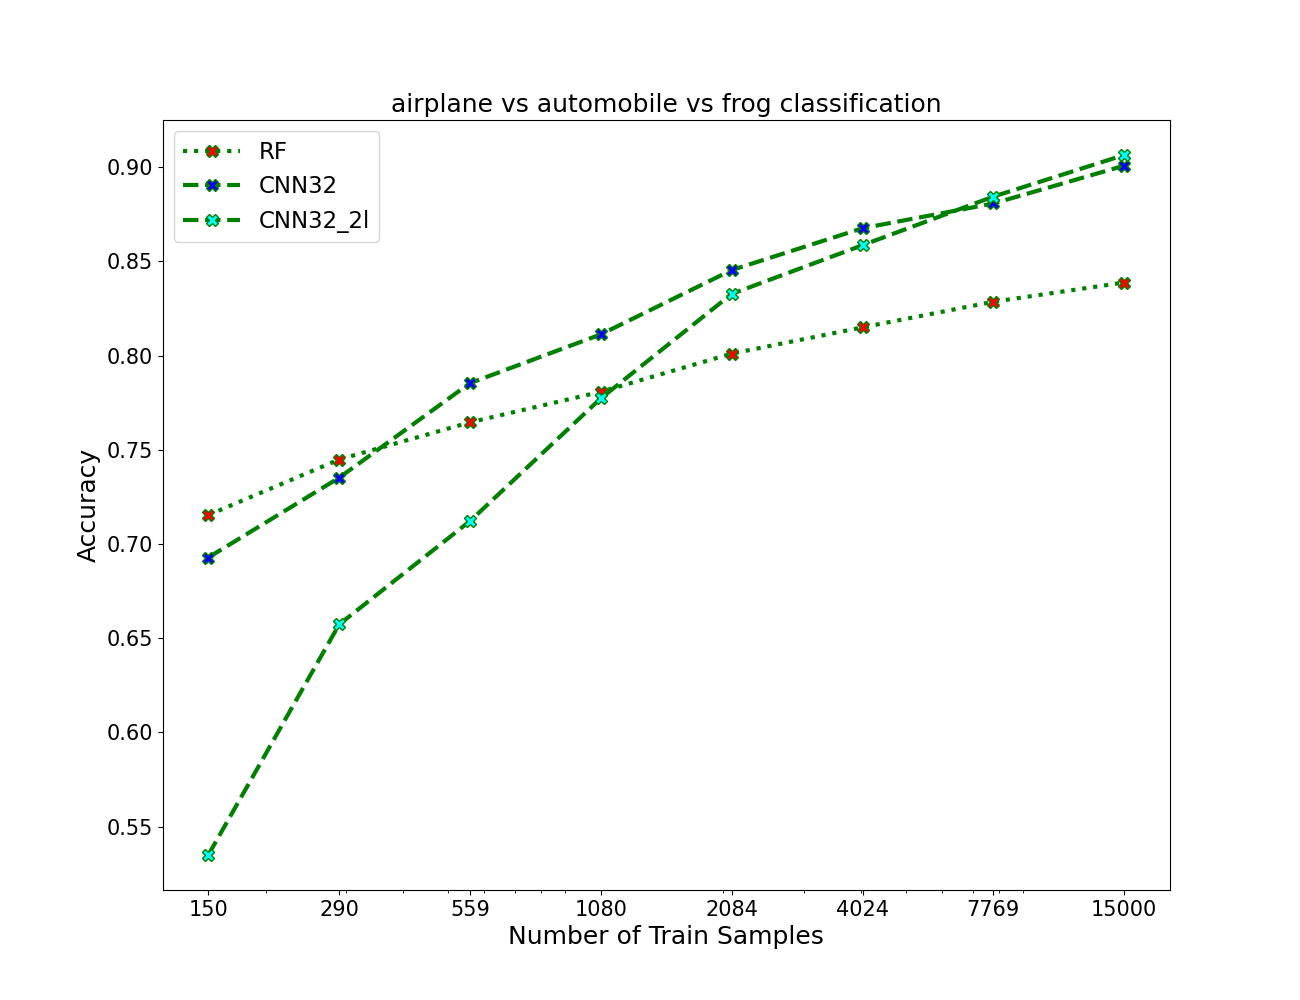 airplane vs automobile vs frog classification
RF
CNN32
CNN32_2l
0.90
0.85
0.80
0.75
0.70
0.65
0.60
0.55
Accuracy
150 290 559 1080 2084 4024 7769 15000
Number of Train Samples